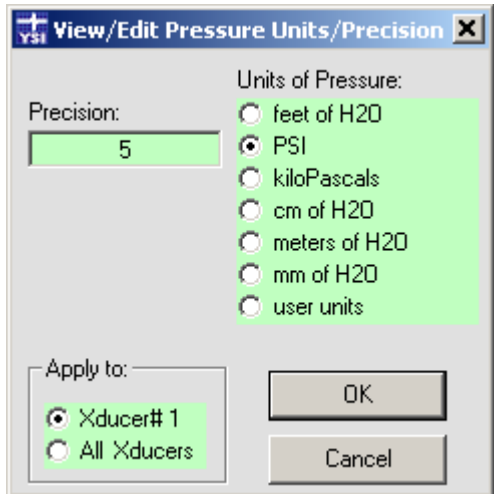 YSI View/Edit Pressure Units/Precision
Units of Pressure:
Precision:
feet of H2O
5
PSI
kiloPascals
cm of H2O
meters of H2O
mm of H2O
user units
Apply to:
Xducer# 1
All Xducers
OK
Cancel